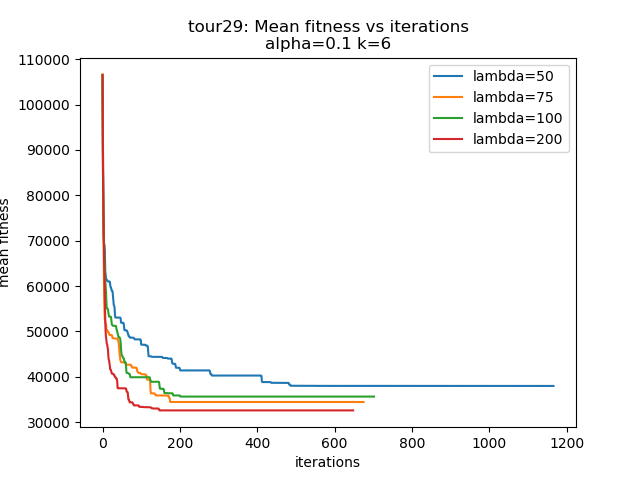 tour29: Mean fitness vs iterations
alpha=0.1 k=6
110000
100000
90000
80000
70000
60000
50000
40000
30000
mean fitness
0
200
400
600
800
1000
1200
iterations
lambda=50
lambda=75
lambda=100
lambda=200